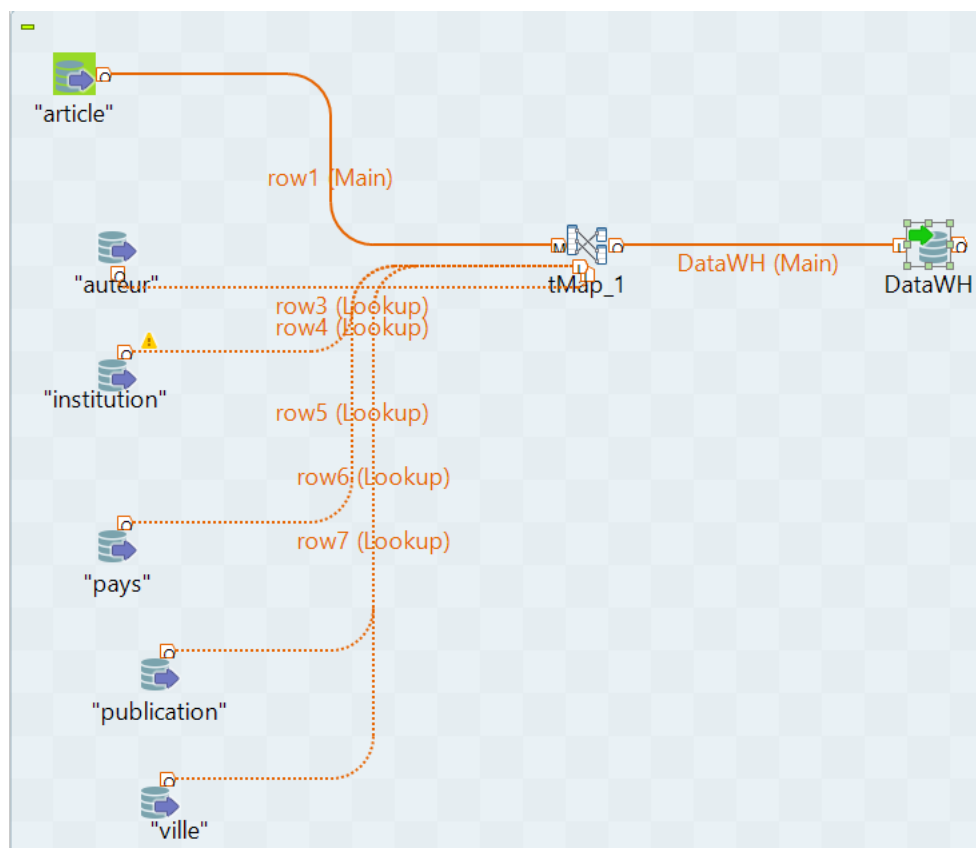 "article"
row1 (Main)
"auteur"
tMap_1
DataWH (Main)
DataWH
row3 (Lookup)
row4 (Lookup)
"institution"
row5 (Lookup)
row6 (Lookup)
row7 (Lookup)
"pays"
"publication"
"ville"